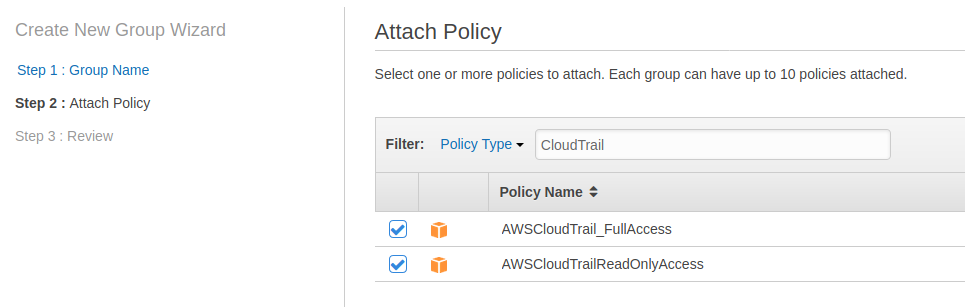 Create New Group Wizard
Step 1 : Group Name
Step 2 : Attach Policy
Step 3 : Review
Attach Policy
Select one or more policies to attach. Each group can have up to 10 policies attached.
Filter: Policy Type CloudTrail
Policy Name
AWSCloudTrail_FullAccess
AWSCloudTrailReadOnlyAccess